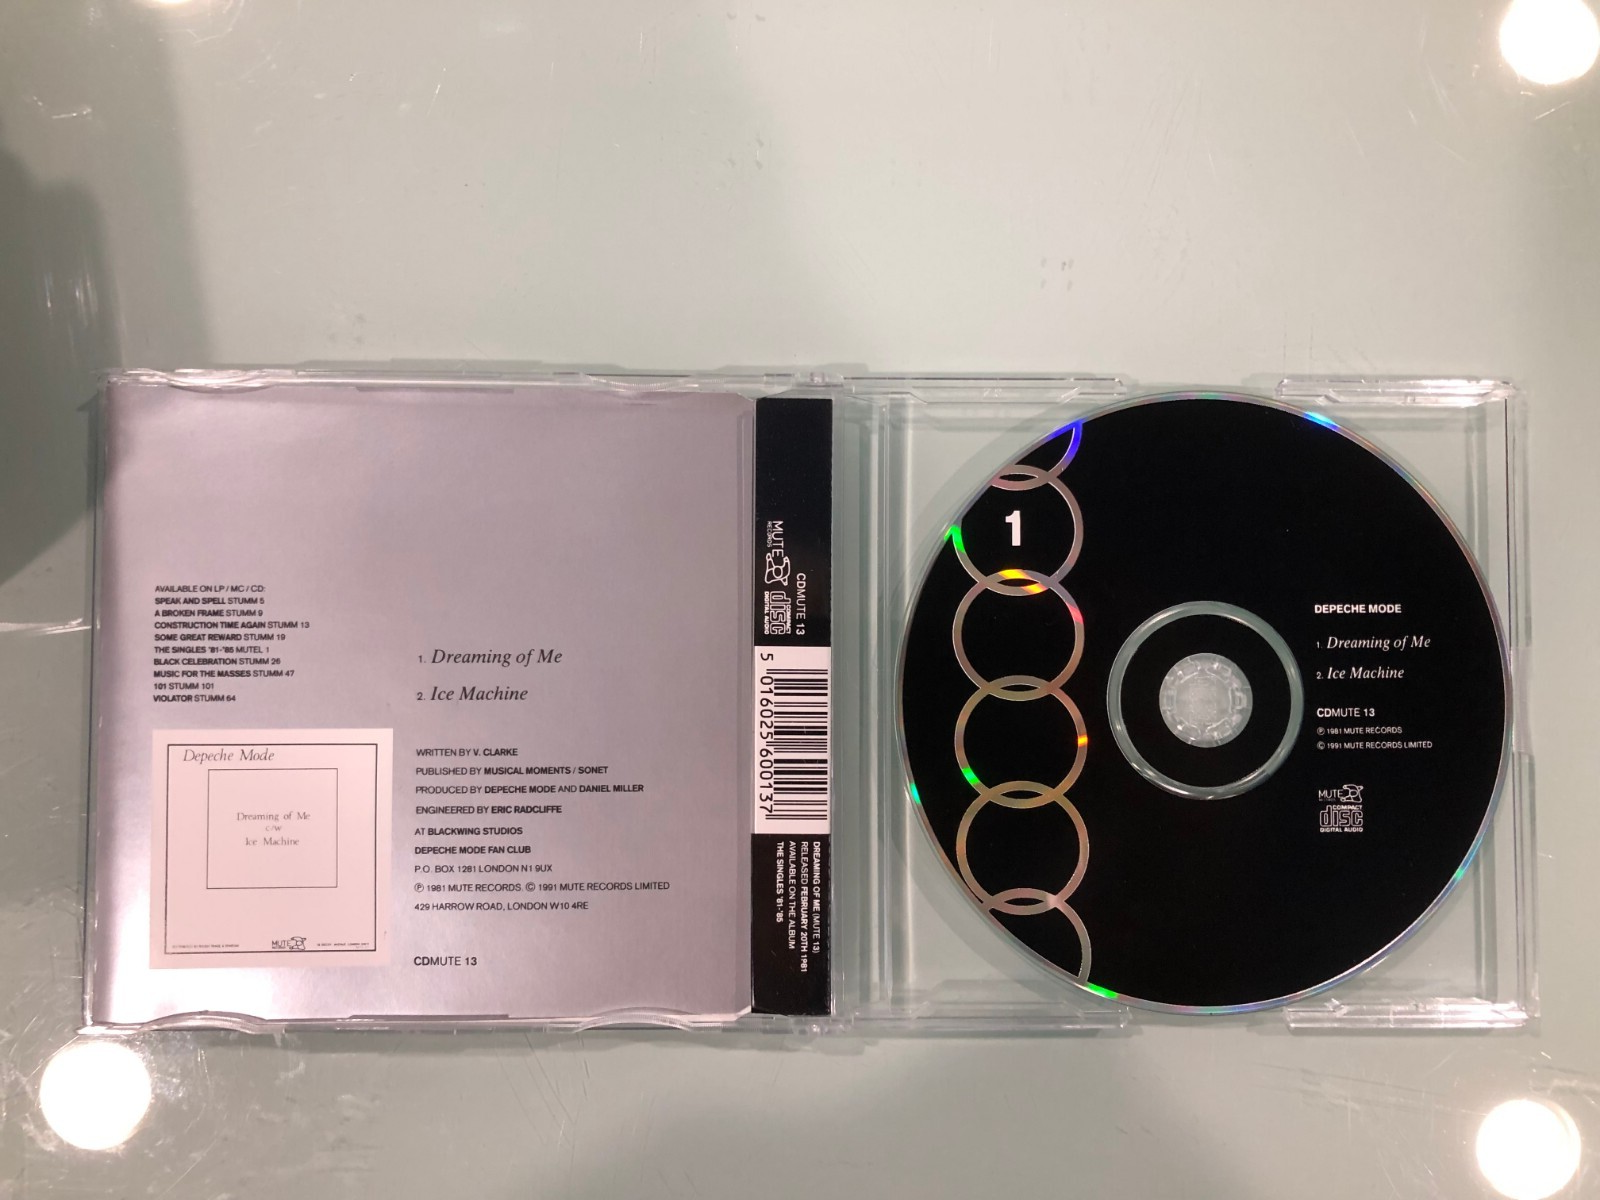 AVAILABLE ON LP / MC / CD:
SPEAK AND SPELL STUMM 5
A BROKEN FRAME STUMM 9
CONSTRUCTION TIME AGAIN STUMM 13
SOME GREAT REWARD STUMM 19
THE SINGLES '81-'85 MUTEL 1
BLACK CELEBRATION STUMM 26
MUSIC FOR THE MASSES STUMM 47
101 STUMM 101
VIOLATOR STUMM 64
Depeche Mode
Dreaming of Me
c/w
Ice Machine
MUTE
1. Dreaming of Me
2. Ice Machine
WRITTEN BY V. CLARKE
PUBLISHED BY MUSICAL MOMENTS / SONET
PRODUCED BY DEPECHE MODE AND DANIEL MILLER
ENGINEERED BY ERIC RADCLIFFE
AT BLACKWING STUDIOS
DEPECHE MODE FAN CLUB
P.O. BOX 1281 LONDON N1 9UX
℗ 1981 MUTE RECORDS. © 1991 MUTE RECORDS LIMITED
429 HARROW ROAD, LONDON W10 4RE
CDMUTE 13
CDMUTE 13
MUTE
RECORDS
COMPACT
disc
DIGITAL AUDIO
5 016025 600137
DREAMING OF ME (MUTE 13)
RELEASED FEBRUARY 20TH 1981
AVAILABLE ON THE ALBUM
THE SINGLES '81-'85
1
DEPECHE MODE
1. Dreaming of Me
2. Ice Machine
CDMUTE 13
℗ 1981 MUTE RECORDS
© 1991 MUTE RECORDS LIMITED
MUTE
COMPACT
disc
DIGITAL AUDIO